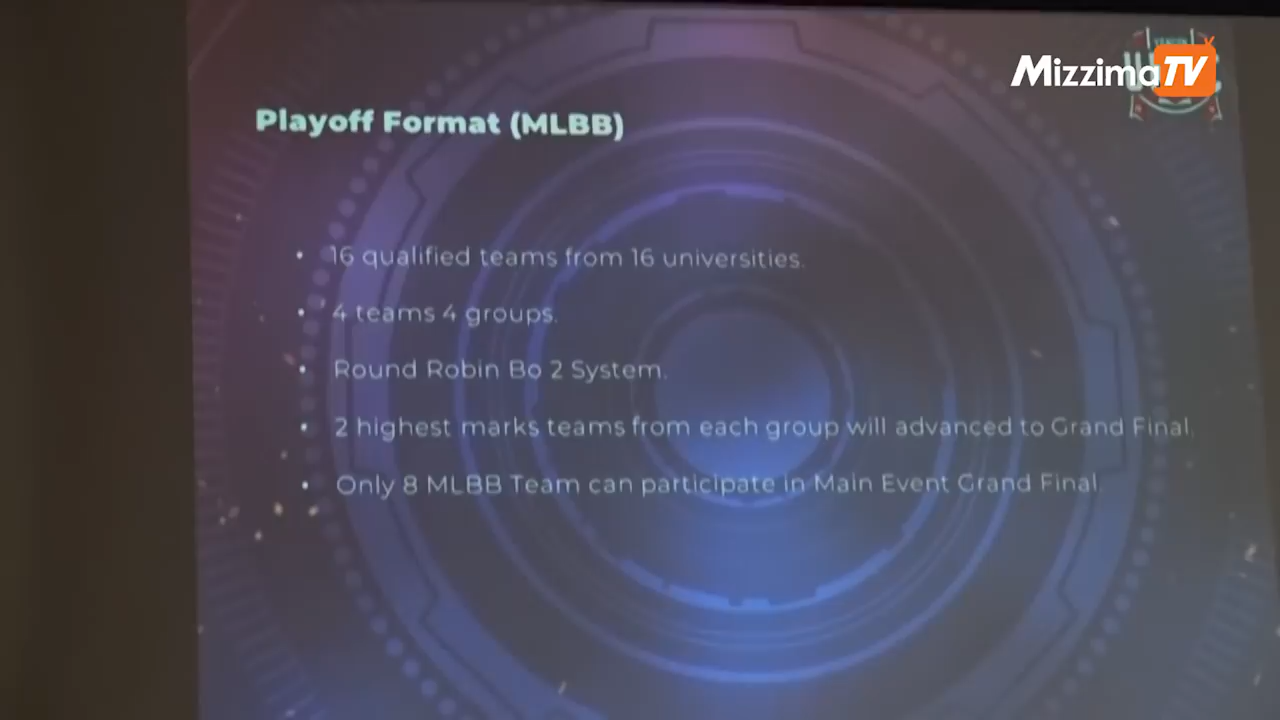 Mizzima TV
Playoff Format (MLBB)
• 16 qualified teams from 16 universities.
• 4 teams 4 groups.
• Round Robin Bo 2 System.
• 2 highest marks teams from each group will advanced to Grand Final.
• Only 8 MLBB Team can participate in Main Event Grand Final.